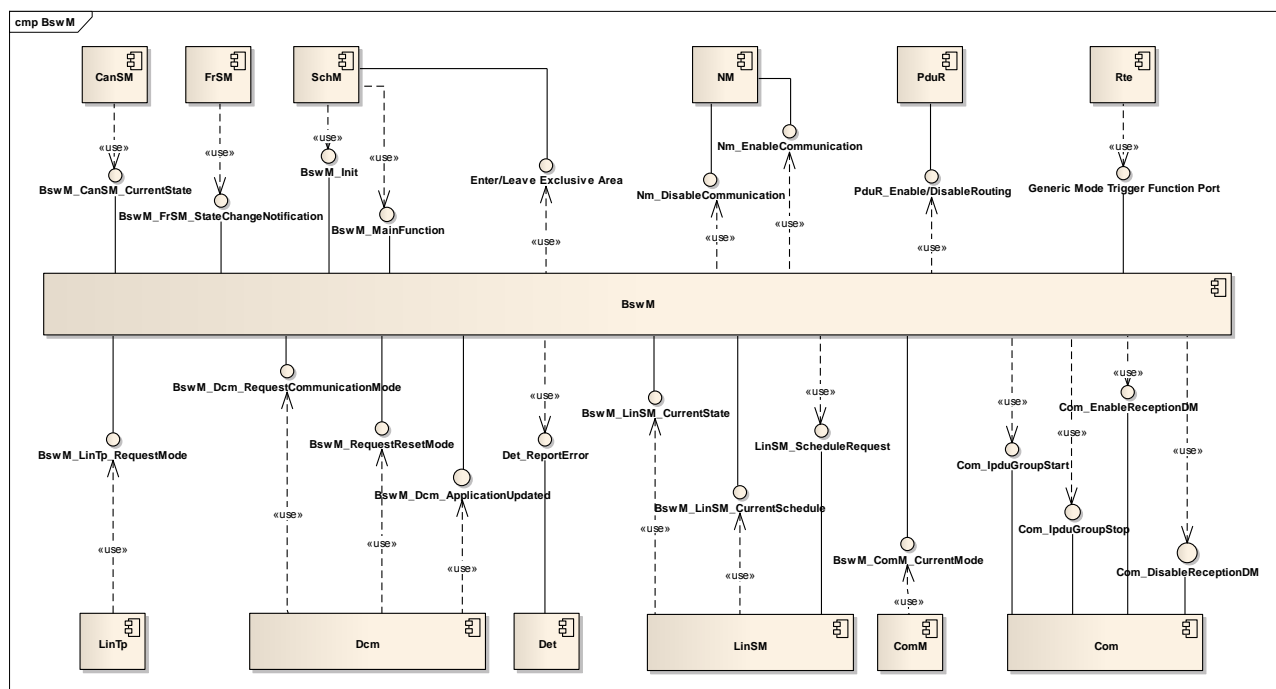 cmp BswM
CanSM
FrSM
SchM
NM
PduR
Rte
«use»
«use»
«use»
«use»
«use»
Nm_EnableCommunication
BswM_Init
BswM_CanSM_CurrentState
Enter/Leave Exclusive Area
Nm_DisableCommunication
PduR_Enable/DisableRouting
Generic Mode Trigger Function Port
BswM_FrSM_StateChangeNotification
BswM_MainFunction
«use»
«use»
«use»
«use»
BswM
BswM_Dcm_RequestCommunicationMode
«use»
«use»
«use»
«use»
«use»
«use»
BswM_LinSM_CurrentState
Com_EnableReceptionDM
BswM_RequestResetMode
LinSM_ScheduleRequest
BswM_LinTp_RequestMode
Det_ReportError
Com_IpduGroupStart
BswM_Dcm_ApplicationUpdated
BswM_LinSM_CurrentSchedule
Com_IpduGroupStop
«use»
«use»
«use»
«use»
BswM_ComM_CurrentMode
Com_DisableReceptionDM
«use»
«use»
«use»
«use»
LinTp
Dcm
Det
LinSM
ComM
Com